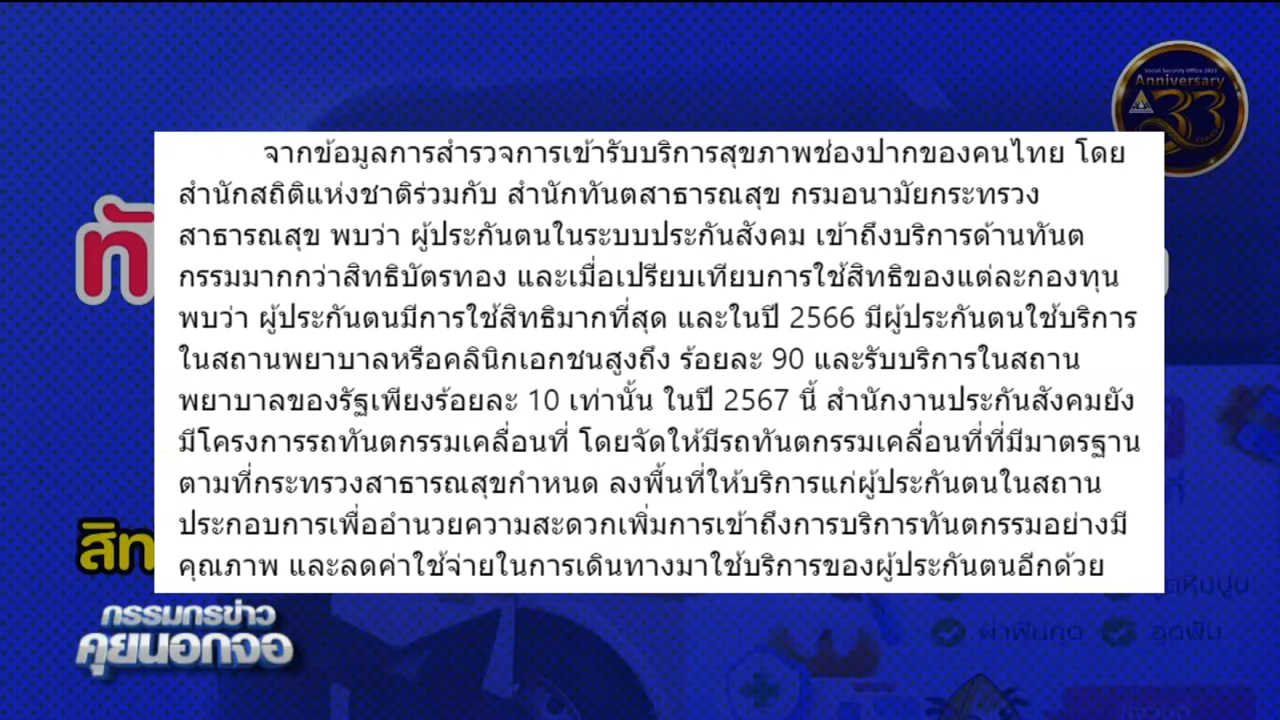 Social Security Office 2023
Anniversary
33
จากข้อมูลการสำรวจการเข้ารับบริการสุขภาพช่องปากของคนไทย โดย
สำนักสถิติแห่งชาติร่วมกับ สำนักทันตสาธารณสุข กรมอนามัยกระทรวง
สาธารณสุข พบว่า ผู้ประกันตนในระบบประกันสังคม เข้าถึงบริการด้านทันต
กรรมมากกว่าสิทธิบัตรทอง และเมื่อเปรียบเทียบการใช้สิทธิของแต่ละกองทุน
พบว่า ผู้ประกันตนมีการใช้สิทธิมากที่สุด และในปี 2566 มีผู้ประกันตนใช้บริการ
ในสถานพยาบาลหรือคลินิกเอกชนสูงถึง ร้อยละ 90 และรับบริการในสถาน
พยาบาลของรัฐเพียงร้อยละ 10 เท่านั้น ในปี 2567 นี้ สำนักงานประกันสังคมยัง
มีโครงการรถทันตกรรมเคลื่อนที่ โดยจัดให้มีรถทันตกรรมเคลื่อนที่ที่มีมาตรฐาน
ตามที่กระทรวงสาธารณสุขกำหนด ลงพื้นที่ให้บริการแก่ผู้ประกันตนในสถาน
ประกอบการเพื่ออำนวยความสะดวกเพิ่มการเข้าถึงการบริการทันตกรรมอย่างมี
คุณภาพ และลดค่าใช้จ่ายในการเดินทางมาใช้บริการของผู้ประกันตนอีกด้วย
ทั
สิท
กรรมกรข่าว
คุยนอกจอ
ผ่าฟันคุด
อุดฟัน